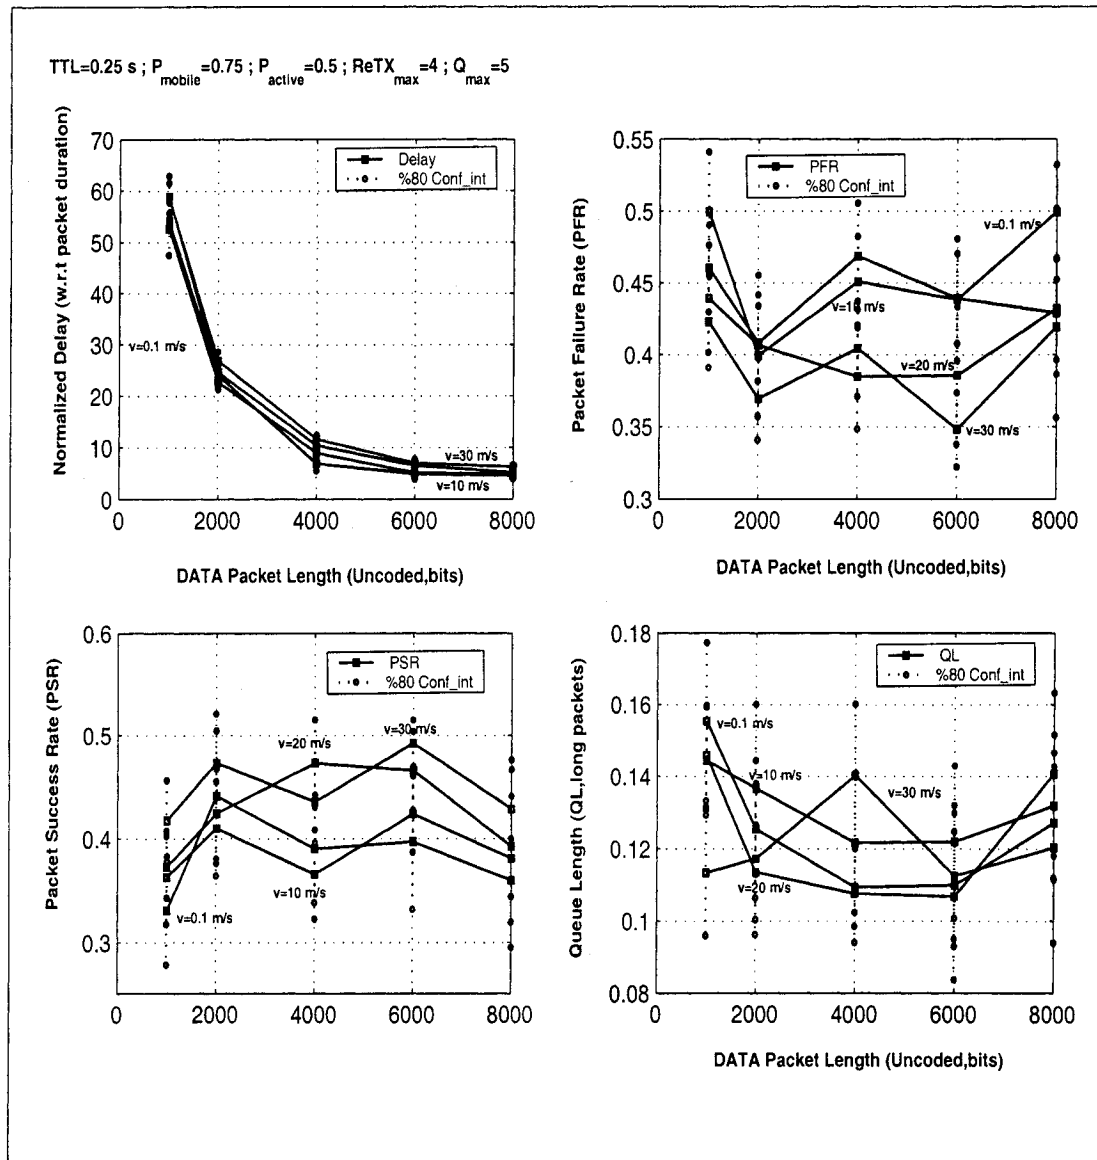 TTL=0.25 s ; P_mobile=0.75 ; P_active=0.5 ; ReTX_max=4 ; Q_max=5
Normalized Delay (w.r.t packet duration)
70
60
50
40
30
20
10
0
Delay
%80 Conf_int
v=0.1 m/s
v=30 m/s
v=10 m/s
0 2000 4000 6000 8000
DATA Packet Length (Uncoded,bits)
Packet Failure Rate (PFR)
0.55
0.5
0.45
0.4
0.35
0.3
PFR
%80 Conf_int
v=0.1 m/s
v=10 m/s
v=20 m/s
v=30 m/s
0 2000 4000 6000 8000
DATA Packet Length (Uncoded,bits)
Packet Success Rate (PSR)
0.6
0.5
0.4
0.3
PSR
%80 Conf_int
v=20 m/s
v=30 m/s
v=10 m/s
v=0.1 m/s
0 2000 4000 6000 8000
Queue Length (QL,long packets)
0.18
0.16
0.14
0.12
0.1
0.08
QL
%80 Conf_int
v=0.1 m/s
v=10 m/s
v=30 m/s
v=20 m/s
0 2000 4000 6000 8000
DATA Packet Length (Uncoded,bits)